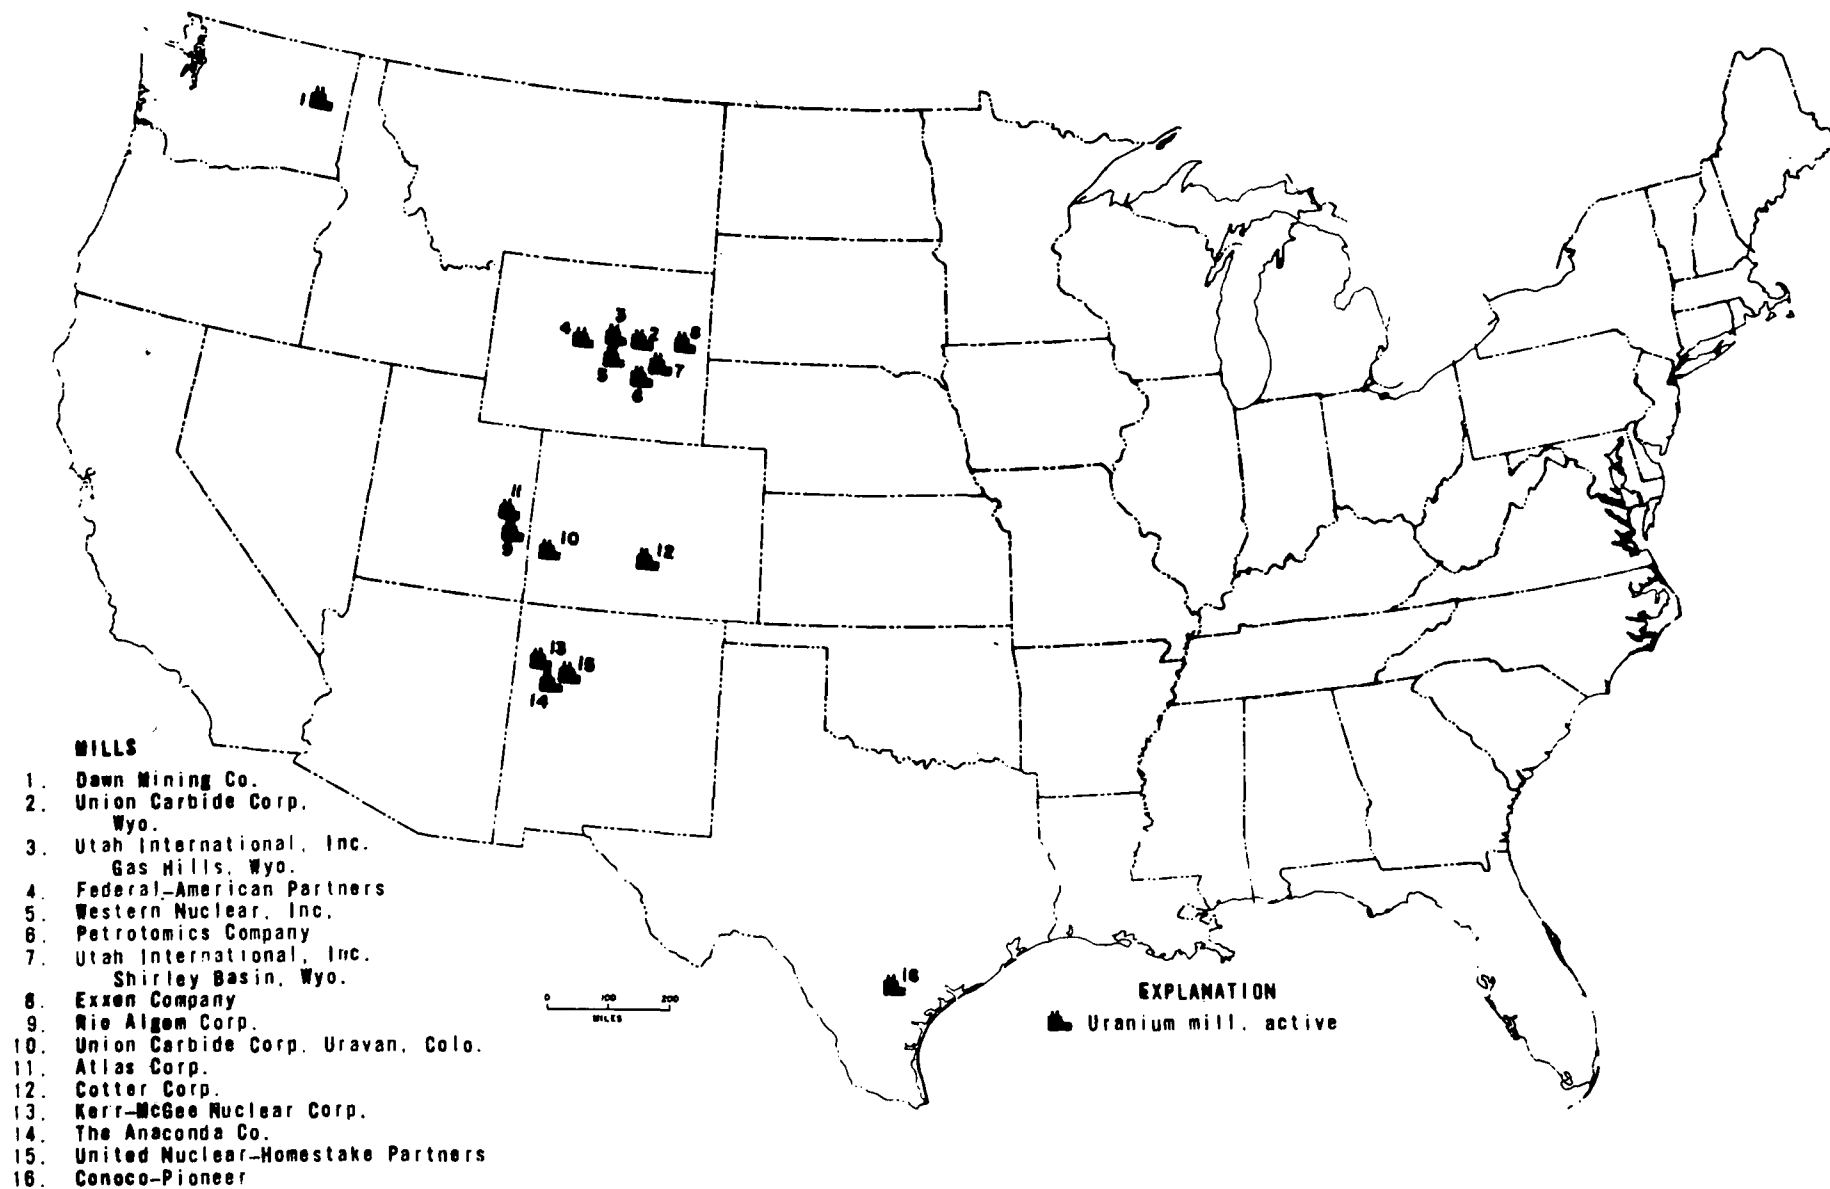 1
3
4
2
8
5
7
6
11
9
10
12
13
15
14
16
MILLS
1. Dawn Mining Co.
2. Union Carbide Corp.
Wyo.
3. Utah International, Inc.
Gas Hills, Wyo.
4. Federal-American Partners
5. Western Nuclear, Inc.
6. Petrotomics Company
7. Utah International, Inc.
Shirley Basin, Wyo.
8. Exxon Company
9. Rio Algom Corp.
10. Union Carbide Corp. Uravan, Colo.
11. Atlas Corp.
12. Cotter Corp.
13. Kerr-McGee Nuclear Corp.
14. The Anaconda Co.
15. United Nuclear-Homestake Partners
16. Conoco-Pioneer
0 100 200
MILES
EXPLANATION
Uranium mill, active